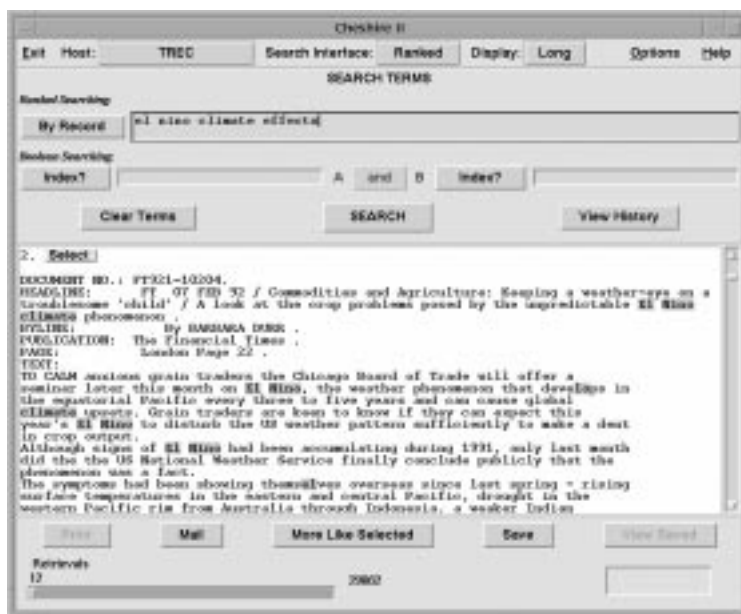 Cheshire II
Exit Host: TREC Search Interface: Ranked Display: Long Options Help
SEARCH TERMS
Ranked Searching
By Record el nino climate effects
Boolean Searching
Index? A and B Index?
Clear Terms SEARCH View History
2. Select
DOCUMENT NO.: FT921-10204.
HEADLINE: FT 07 FEB 92 / Commodities and Agriculture: Keeping a weather-eye on a
troublesome 'child' / A look at the crop problems posed by the unpredictable El Nino
climate phenomenon .
BYLINE: By BARBARA DURR .
PUBLICATION: The Financial Times .
PAGE: London Page 22 .
TEXT:
TO CALM anxious grain traders the Chicago Board of Trade will offer a
seminar later this month on El Nino, the weather phenomenon that develops in
the equatorial Pacific every three to five years and can cause global
climate upsets. Grain traders are keen to know if they can expect this
year's El Nino to disturb the US weather pattern sufficiently to make a dent
in crop output.
Although signs of El Nino had been accumulating during 1991, only last month
did the the US National Weather Service finally conclude publicly that the
phenomenon was a fact.
The symptoms had been showing themselves overseas since last spring - rising
surface temperatures in the eastern and central Pacific, drought in the
western Pacific rim from Australia through Indonesia, a weaker Indian
Mail More Like Selected Save View Saved
Retrievals
12